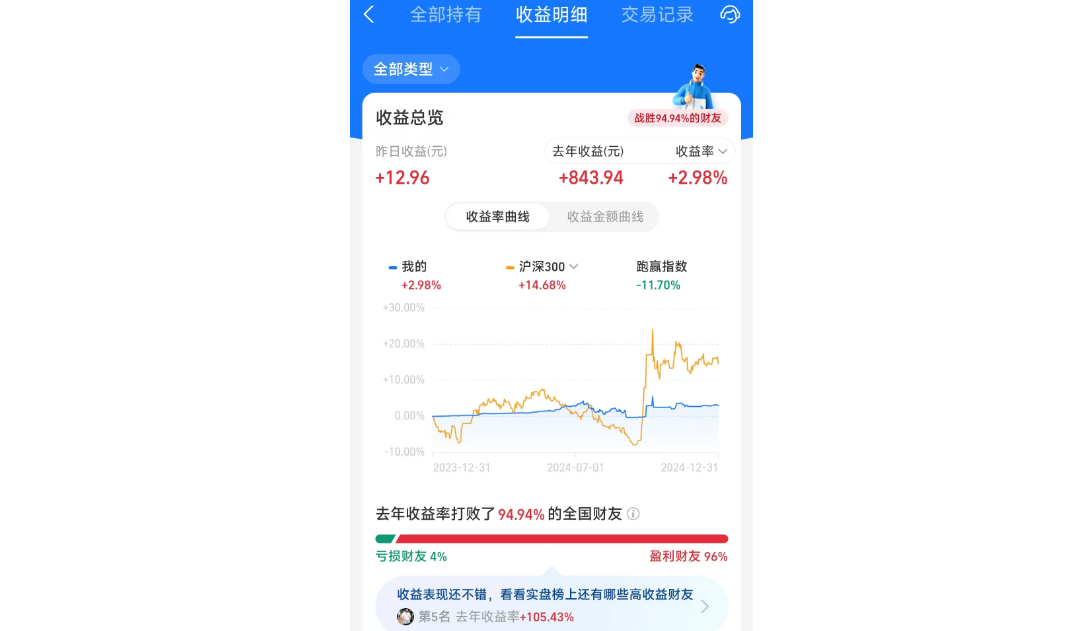 全部持有 收益明细 交易记录
全部类型
收益总览 战胜94.94%的财友
昨日收益(元) 去年收益(元) 收益率
+12.96 +843.94 +2.98%
收益率曲线 收益金额曲线
我的 沪深300 跑赢指数
+2.98% +14.68% -11.70%
+30.00%
+20.00%
+10.00%
0.00%
-10.00%
2023-12-31 2024-07-01 2024-12-31
去年收益率打败了94.94%的全国财友
亏损财友 4% 盈利财友 96%
收益表现还不错，看看实盘榜上还有哪些高收益财友
第5名 去年收益率+105.43%